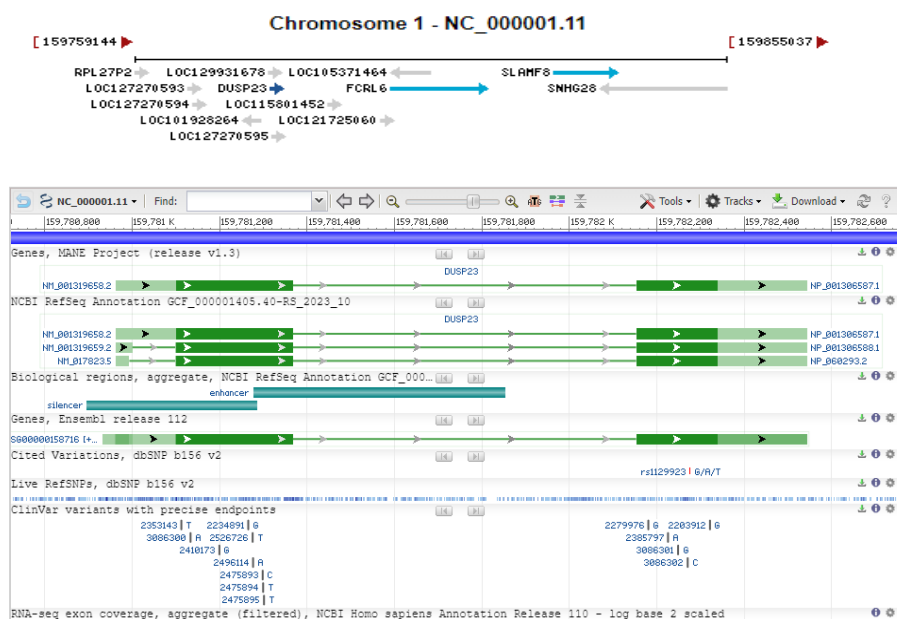 Chromosome 1 - NC_000001.11
[ 159759144 [ 159855037
RPL27P2 LOC129931678 LOC105371464 SLAMF8
LOC127270593 DUSP23 FCRL6 SNHG28
LOC127270594 LOC115801452
LOC101928264 LOC121725060
LOC127270595
NC_000001.11 Find: Tools Tracks Download ?
159,780,800 159,781 K 159,781,200 159,781,400 159,781,600 159,781,800 159,782 K 159,782,200 159,782,400 159,782,600
Genes, MANE Project (release v1.3)
DUSP23
NM_001319658.2 NP_001306587.1
NCBI RefSeq Annotation GCF_000001405.40-RS_2023_10
DUSP23
NM_001319658.2 NP_001306587.1
NM_001319659.2 NP_001306588.1
NM_017823.5 NP_060293.2
Biological regions, aggregate, NCBI RefSeq Annotation GCF_000...
enhancer
silencer
Genes, Ensembl release 112
SG00000158716 [+...
Cited Variations, dbSNP b156 v2
rs1129923 | G/A/T
Live RefSNPs, dbSNP b156 v2
ClinVar variants with precise endpoints
2353143 | T 2234891 | G 2279976 | G 2203912 | G
3086300 | A 2526726 | T 2385797 | A
2410173 | G 3086301 | G
2496114 | A 3086302 | C
2475893 | C
2475894 | T
2475895 | T
RNA-seq exon coverage, aggregate (filtered), NCBI Homo sapiens Annotation Release 110 - log base 2 scaled